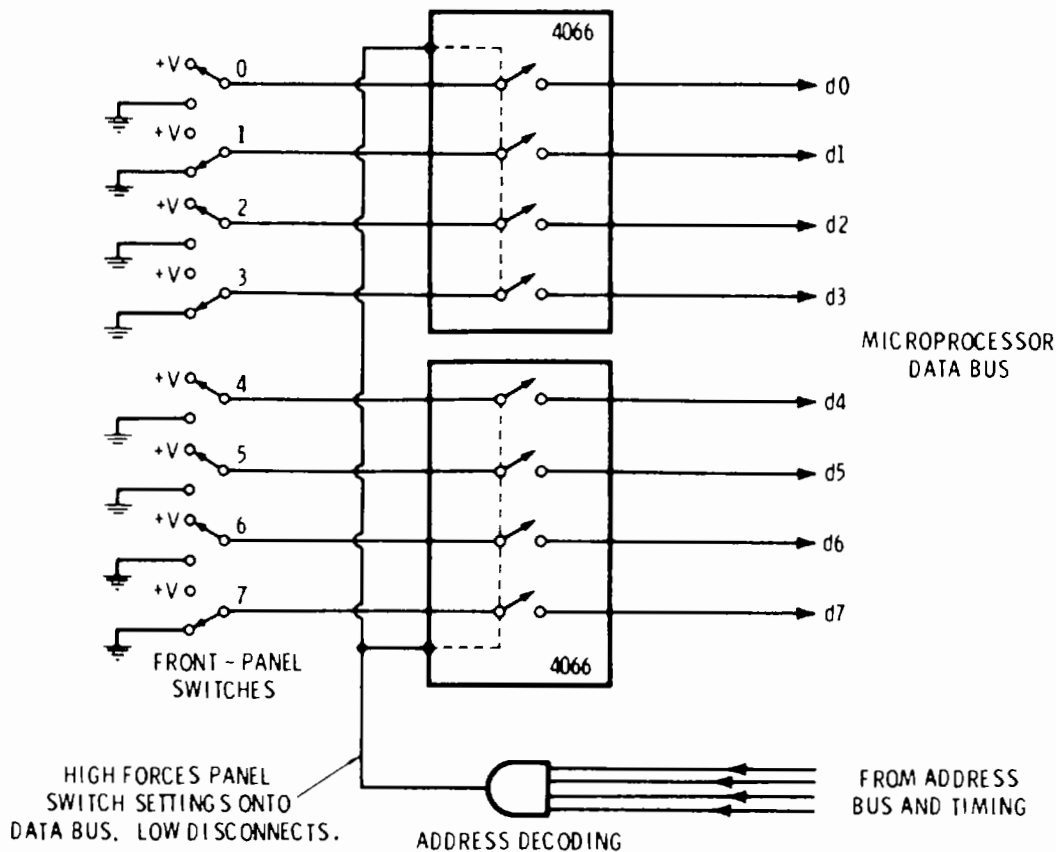 4066
+V 0 d0
+V 1 d1
+V 2 d2
+V 3 d3
MICROPROCESSOR
DATA BUS
+V 4 d4
+V 5 d5
+V 6 d6
+V 7 d7
FRONT-PANEL
SWITCHES
4066
HIGH FORCES PANEL
SWITCH SETTINGS ONTO
DATA BUS. LOW DISCONNECTS.
FROM ADDRESS
BUS AND TIMING
ADDRESS DECODING